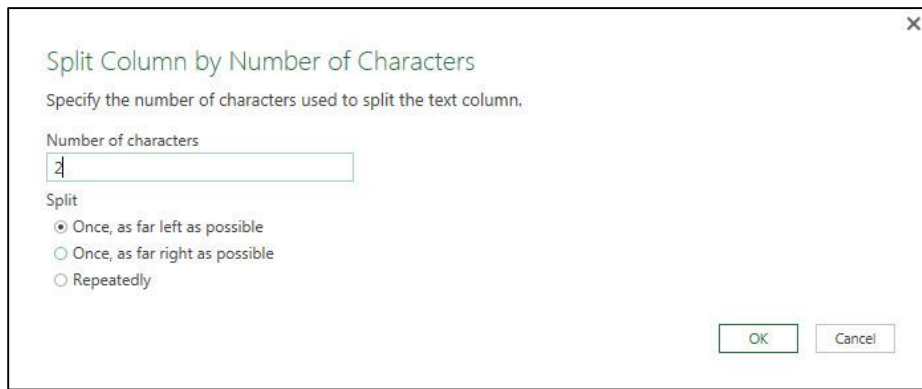 Split Column by Number of Characters
Specify the number of characters used to split the text column.
Number of characters
2
Split
Once, as far left as possible
Once, as far right as possible
Repeatedly
OK Cancel